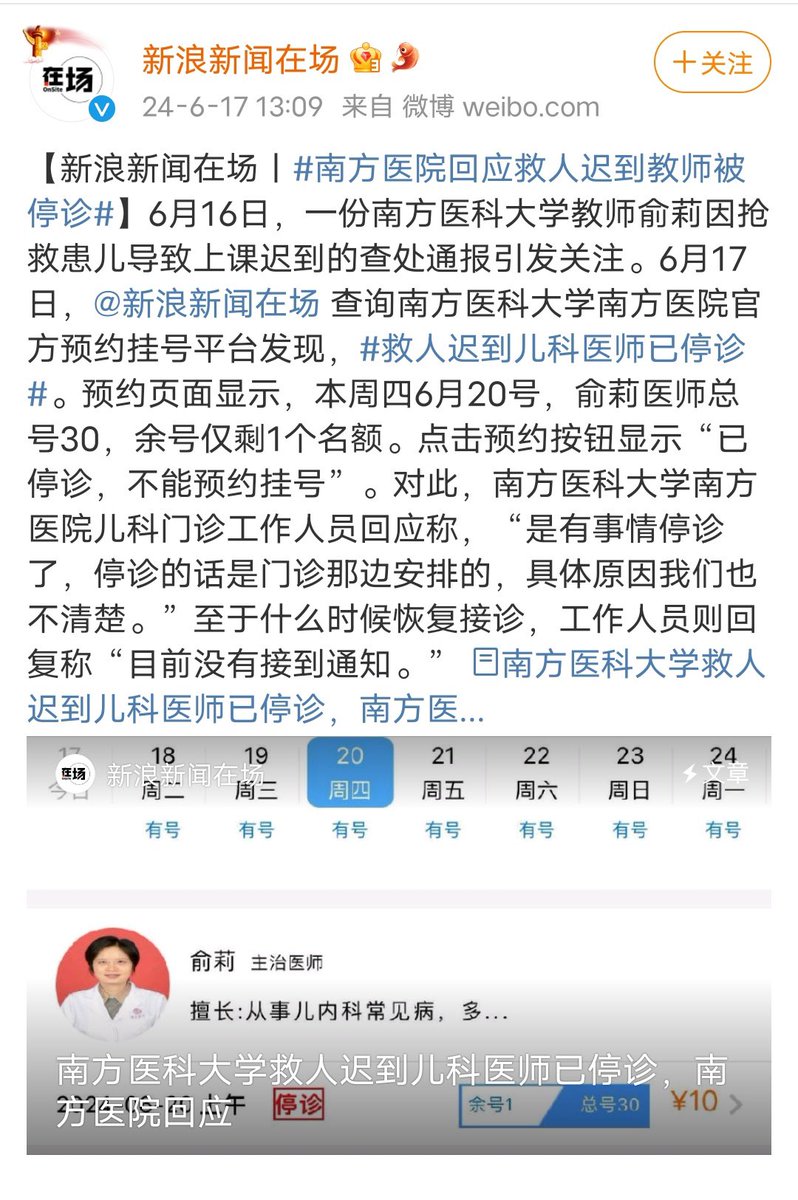 在场
OnSite
新浪新闻在场
+关注
24-6-17 13:09 来自 微博 weibo.com
【新浪新闻在场丨#南方医院回应救人迟到教师被
停诊#】6月16日，一份南方医科大学教师俞莉因抢
救患儿导致上课迟到的查处通报引发关注。6月17
日，@新浪新闻在场 查询南方医科大学南方医院官
方预约挂号平台发现，#救人迟到儿科医师已停诊
#。预约页面显示，本周四6月20号，俞莉医师总
号30，余号仅剩1个名额。点击预约按钮显示“已
停诊，不能预约挂号”。对此，南方医科大学南方
医院儿科门诊工作人员回应称，“是有事情停诊
了，停诊的话是门诊那边安排的，具体原因我们也
不清楚。”至于什么时候恢复接诊，工作人员则回
复称“目前没有接到通知。” 南方医科大学救人
迟到儿科医师已停诊，南方医...
17 18 19 20 21 22 23 24
在场 新浪新闻在场 文章
今日 周二 周三 周四 周五 周六 周日 周一
有号 有号 有号 有号 有号 有号 有号
俞莉 主治医师
擅长:从事儿内科常见病，多...
南方医科大学救人迟到儿科医师已停诊，南
方医院回应
上午 停诊 余号1 总号30 ¥10